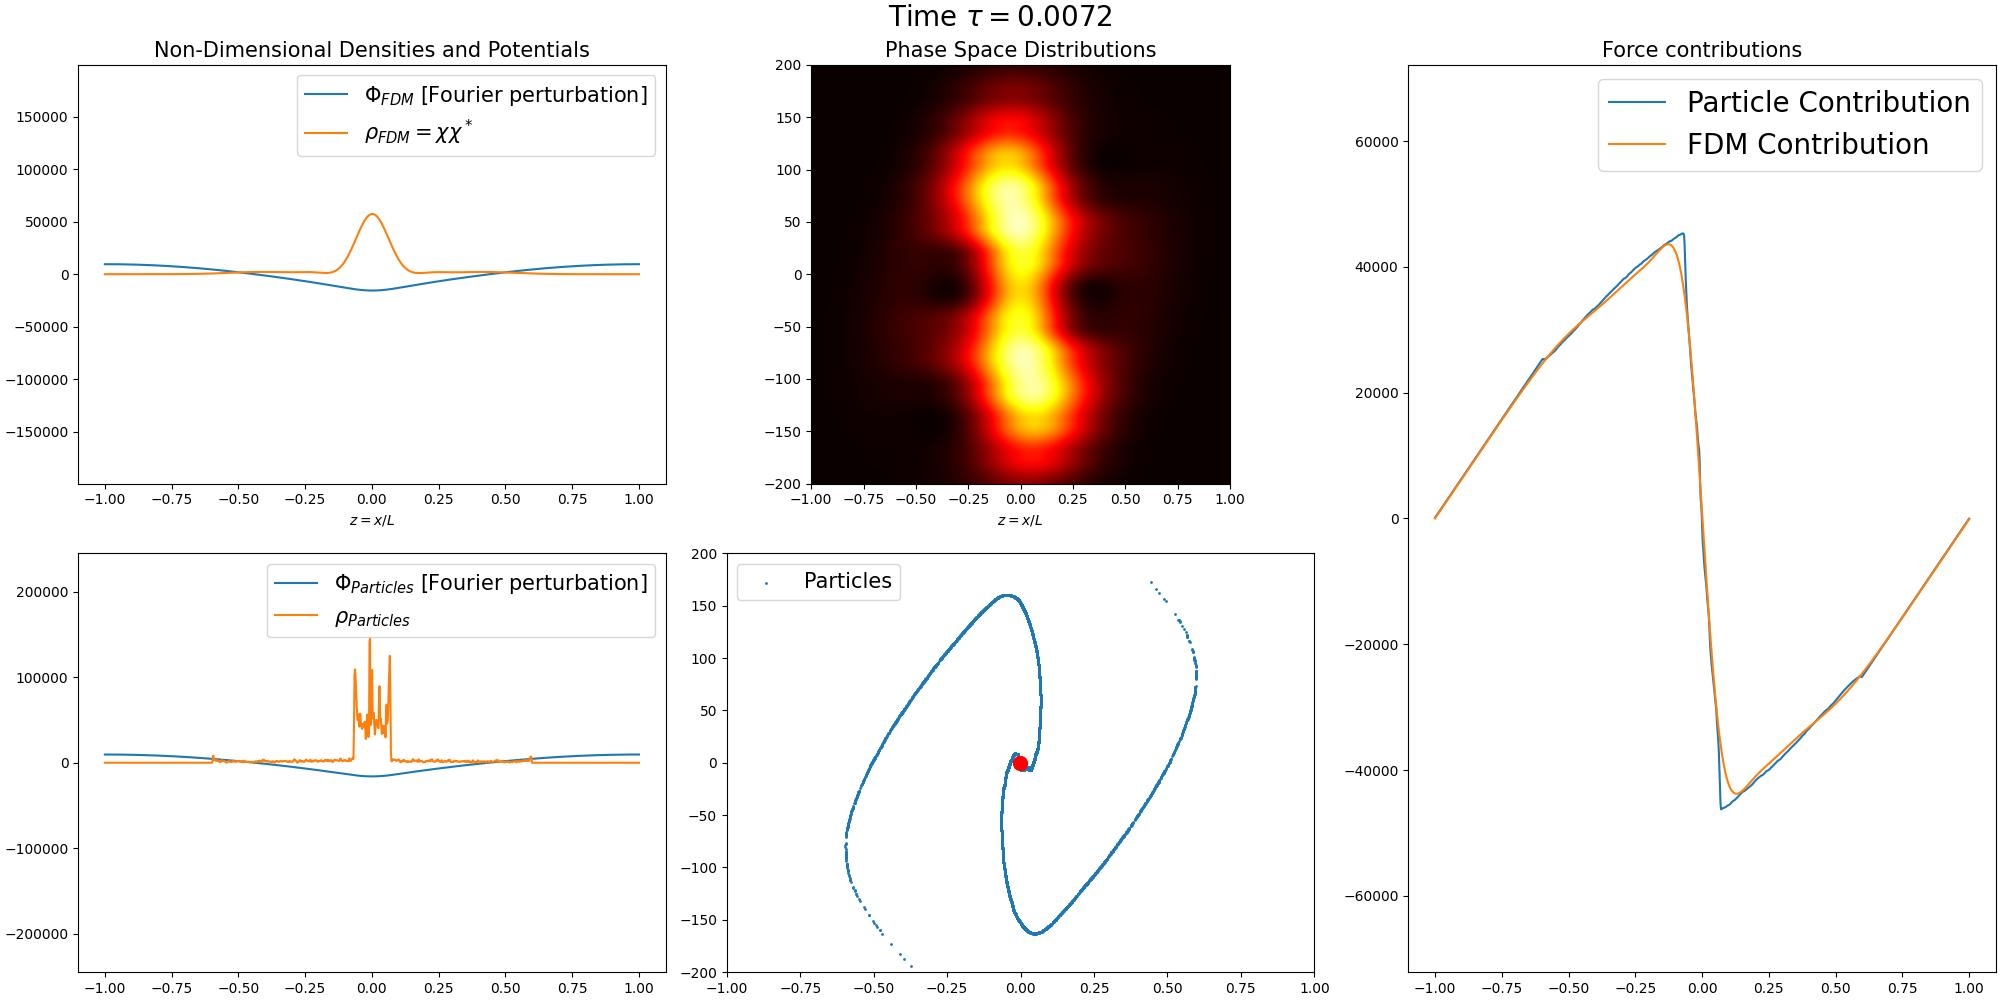 Time τ = 0.0072
Non-Dimensional Densities and Potentials
Φ_FDM [Fourier perturbation]
ρ_FDM = χχ*
150000
100000
50000
0
−50000
−100000
−150000
−1.00 −0.75 −0.50 −0.25 0.00 0.25 0.50 0.75 1.00
z = x/L
Phase Space Distributions
200
150
100
50
0
−50
−100
−150
−200
−1.00 −0.75 −0.50 −0.25 0.00 0.25 0.50 0.75 1.00
z = x/L
Force contributions
Particle Contribution
FDM Contribution
60000
40000
20000
0
−20000
−40000
−60000
−1.00 −0.75 −0.50 −0.25 0.00 0.25 0.50 0.75 1.00
Φ_Particles [Fourier perturbation]
ρ_Particles
200000
100000
0
−100000
−200000
−1.00 −0.75 −0.50 −0.25 0.00 0.25 0.50 0.75 1.00
Particles
200
150
100
50
0
−50
−100
−150
−200
−1.00 −0.75 −0.50 −0.25 0.00 0.25 0.50 0.75 1.00